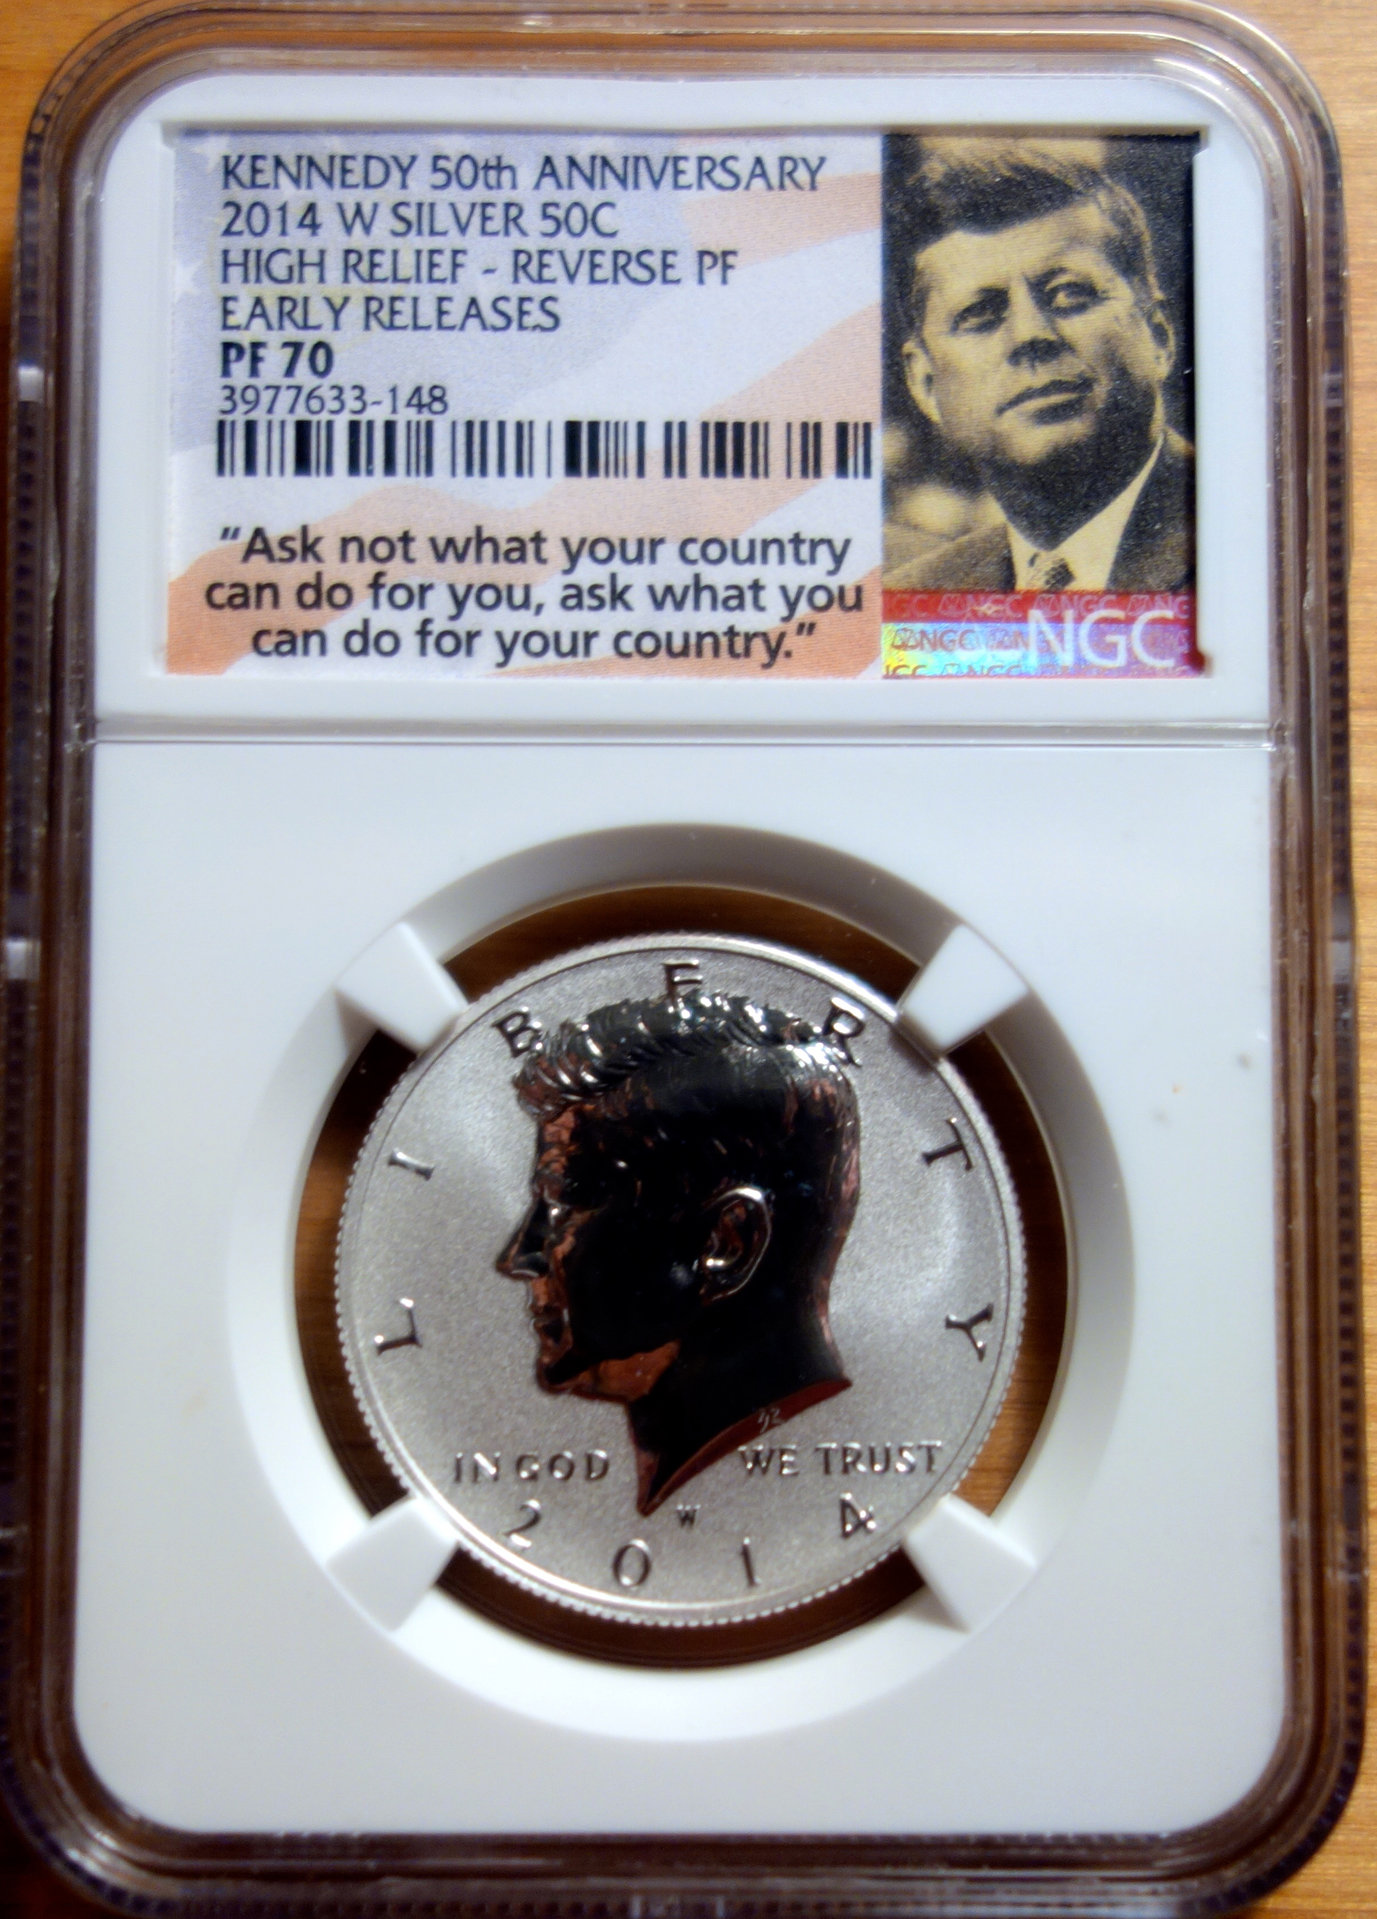 KENNEDY 50th ANNIVERSARY
2014 W SILVER 50C
HIGH RELIEF - REVERSE PF
EARLY RELEASES
PF 70
3977633-148
"Ask not what your country
can do for you, ask what you
can do for your country."
NGC
LIBERTY
IN GOD WE TRUST
W
2014